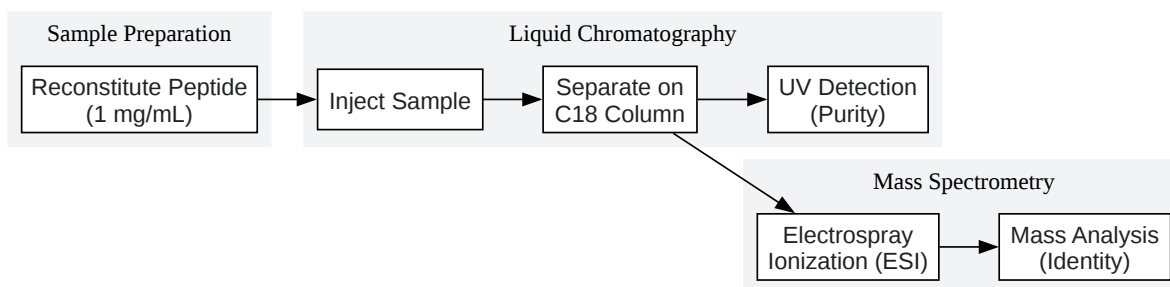 Sample Preparation
Reconstitute Peptide
(1 mg/mL)
Liquid Chromatography
Inject Sample
Separate on
C18 Column
UV Detection
(Purity)
Mass Spectrometry
Electrospray
Ionization (ESI)
Mass Analysis
(Identity)